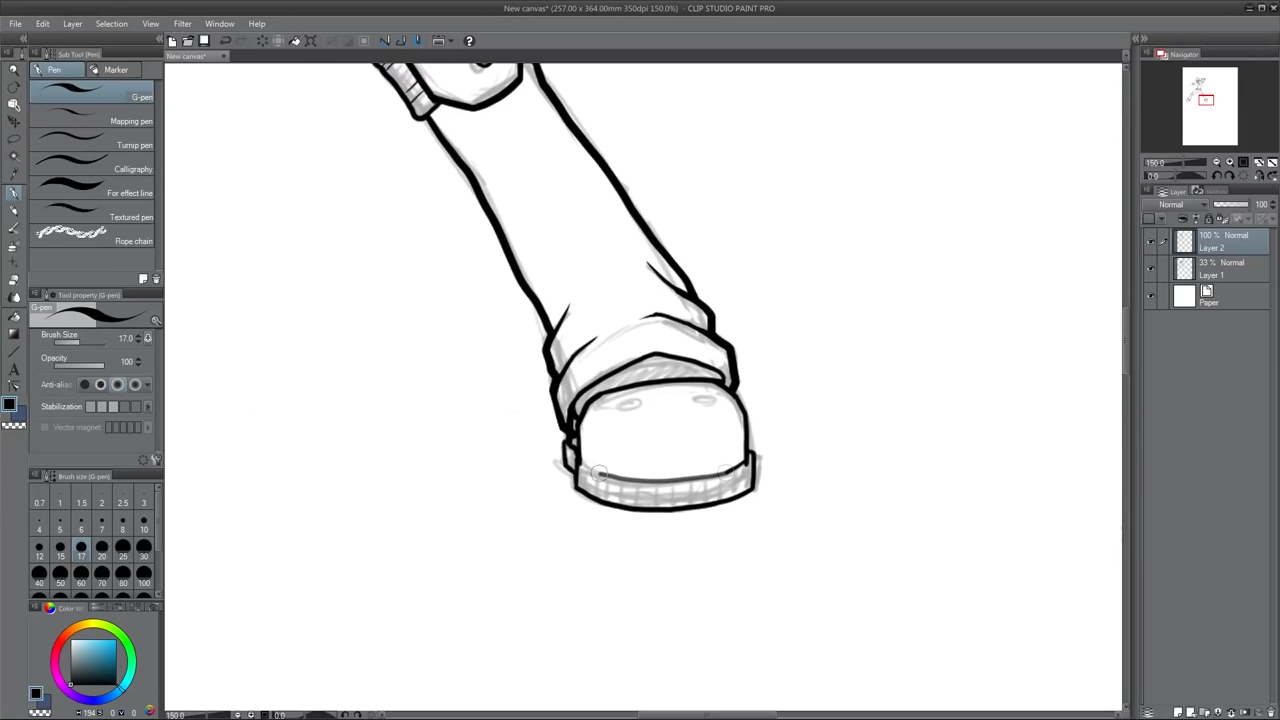 New canvas* (257.00 x 364.00mm 350dpi 150.0%) - CLIP STUDIO PAINT PRO
File Edit Layer Selection View Filter Window Help
Sub Tool [Pen]
New canvas*
Navigator
Pen Marker
G-pen
Mapping pen
Turnip pen
Calligraphy
For effect line
Textured pen
Rope chain
150.0
0.0
Layer
Normal 100
100 % Normal
Layer 2
33 % Normal
Layer 1
Paper
Tool property [G-pen]
G-pen
Brush Size 17.0
Opacity 100
Anti-alias
Stabilization
Vector magnet
Brush size [G-pen]
0.7 1 1.5 2 2.5 3
4 5 6 7 8 10
12 15 17 20 25 30
40 50 60 70 80 100
Color W
H 194 S 0 V 0
150.0 0.0